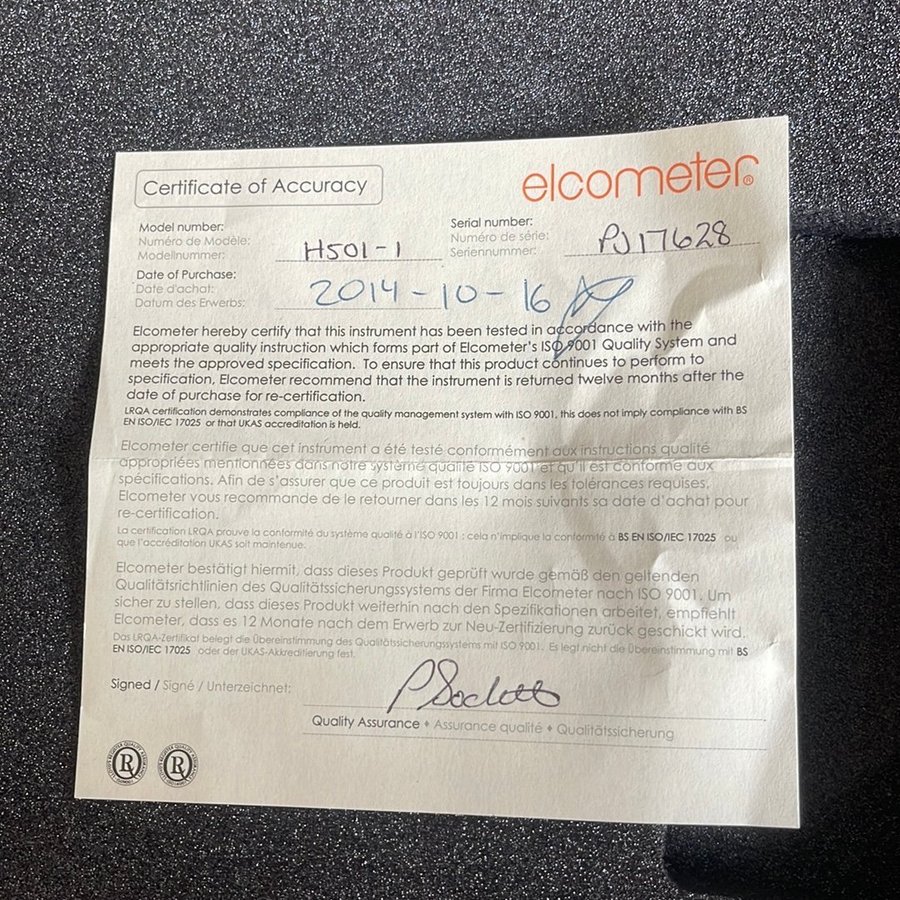 Certificate of Accuracy
elcometer®
Model number:
Numéro de Modèle:
Modellnummer:
H501-1
Serial number:
Numéro de série:
Seriennummer:
PJ17628
Date of Purchase:
Date d'achat:
Datum des Erwerbs:
2014-10-16
Elcometer hereby certify that this instrument has been tested in accordance with the
appropriate quality instruction which forms part of Elcometer's ISO 9001 Quality System and
meets the approved specification. To ensure that this product continues to perform to
specification, Elcometer recommend that the instrument is returned twelve months after the
date of purchase for re-certification.
LRQA certification demonstrates compliance of the quality management system with ISO 9001, this does not imply compliance with BS
EN ISO/IEC 17025 or that UKAS accreditation is held.
Elcometer certifie que cet instrument a été testé conformément aux instructions qualité
appropriées mentionnées dans notre système qualité ISO 9001 et qu'il est conforme aux
spécifications. Afin de s'assurer que ce produit est toujours dans les tolérances requises,
Elcometer vous recommande de le retourner dans les 12 mois suivants sa date d'achat pour
re-certification.
La certification LRQA prouve la conformité du système qualité à l'ISO 9001 : cela n'implique la conformité à BS EN ISO/IEC 17025 ou
que l'accréditation UKAS soit maintenue.
Elcometer bestätigt hiermit, dass dieses Produkt geprüft wurde gemäß den geltenden
Qualitätsrichtlinien des Qualitätssicherungssystems der Firma Elcometer nach ISO 9001. Um
sicher zu stellen, dass dieses Produkt weiterhin nach den Spezifikationen arbeitet, empfiehlt
Elcometer, dass es 12 Monate nach dem Erwerb zur Neu-Zertifizierung zurück geschickt wird.
Das LRQA-Zertifikat belegt die Übereinstimmung des Qualitätssicherungssystems mit ISO 9001. Es legt nicht die Übereinstimmung mit BS
EN ISO/IEC 17025 oder der UKAS-Akkreditierung fest.
Signed / Signé / Unterzeichnet:
Quality Assurance ♦ Assurance qualité ♦ Qualitätssicherung